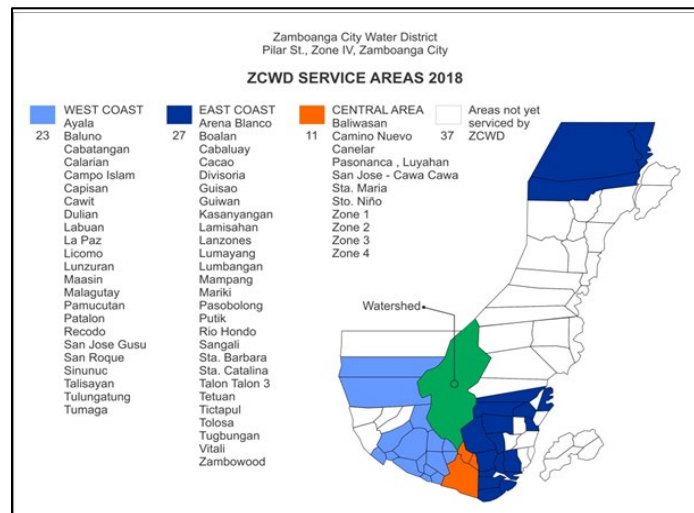 Zamboanga City Water District
Pilar St., Zone IV, Zamboanga City
ZCWD SERVICE AREAS 2018
WEST COAST
23
Ayala
Baluno
Cabatangan
Calarian
Campo Islam
Capisan
Cawit
Dulian
Labuan
La Paz
Licomo
Lunzuran
Maasin
Malagutay
Pamucutan
Patalon
Recodo
San Jose Gusu
San Roque
Sinunuc
Talisayan
Tulungatung
Tumaga
EAST COAST
27
Arena Blanco
Boalan
Cabaluay
Cacao
Divisoria
Guisao
Guiwan
Kasanyangan
Lamisahan
Lanzones
Lumayang
Lumbangan
Mampang
Mariki
Pasobolong
Putik
Rio Hondo
Sangali
Sta. Barbara
Sta. Catalina
Talon Talon 3
Tetuan
Tictapul
Tolosa
Tugbungan
Vitali
Zambowood
CENTRAL AREA
11
Baliwasan
Camino Nuevo
Canelar
Pasonanca , Luyahan
San Jose - Cawa Cawa
Sta. Maria
Sto. Niño
Zone 1
Zone 2
Zone 3
Zone 4
37
Areas not yet
serviced by
ZCWD
Watershed